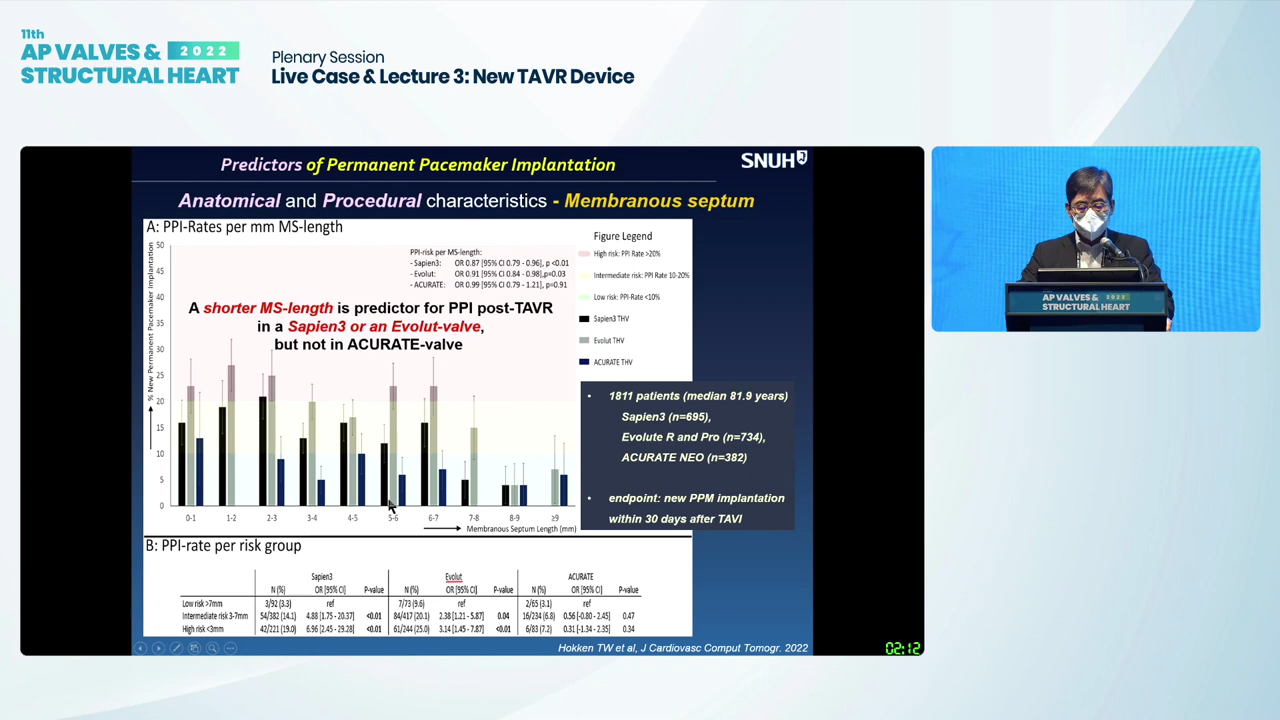 11th
AP VALVES & 2022
STRUCTURAL HEART
Plenary Session
Live Case & Lecture 3: New TAVR Device
Predictors of Permanent Pacemaker Implantation
SNUH
Anatomical and Procedural characteristics - Membranous septum
A: PPI-Rates per mm MS-length
% New Permanent Pacemaker Implantation
50
45
40
35
30
25
20
15
10
5
0
PPI-risk per MS-length:
- Sapien3: OR 0.87 [95% CI 0.79 - 0.96], p <0.01
- Evolut: OR 0.91 [95% CI 0.84 - 0.98],p=0.03
- ACURATE: OR 0.99 [95% CI 0.79 - 1.21], p=0.91
A shorter MS-length is predictor for PPI post-TAVR
in a Sapien3 or an Evolut-valve,
but not in ACURATE-valve
0-1 1-2 2-3 3-4 4-5 5-6 6-7 7-8 8-9 ≥9
Membranous Septum Length (mm)
Figure Legend
High risk: PPI Rate >20%
Intermediate risk: PPI Rate 10-20%
Low risk: PPI-Rate <10%
Sapien3 THV
Evolut THV
ACURATE THV
• 1811 patients (median 81.9 years)
Sapien3 (n=695),
Evolute R and Pro (n=734),
ACURATE NEO (n=382)
• endpoint: new PPM implantation
within 30 days after TAVI
B: PPI-rate per risk group
Sapien3 Evolut ACURATE
N (%) OR [95% CI] P-value N (%) OR [95% CI] P-value N (%) OR [95% CI] P-value
Low risk >7mm 3/92 (3.3) ref 7/73 (9.6) ref 2/65 (3.1) ref
Intermediate risk 3-7mm 54/382 (14.1) 4.88 [1.75 - 20.37] <0.01 84/417 (20.1) 2.38 [1.21 - 5.87] 0.04 16/234 (6.8) 0.56 [-0.80 - 2.45] 0.47
High risk <3mm 42/221 (19.0) 6.96 [2.45 - 29.28] <0.01 61/244 (25.0) 3.14 [1.45 - 7.87] <0.01 6/83 (7.2) 0.31 [-1.34 - 2.35] 0.34
Hokken TW et al, J Cardiovasc Comput Tomogr. 2022
02:12
AP VALVES & 2022
STRUCTURAL HEART